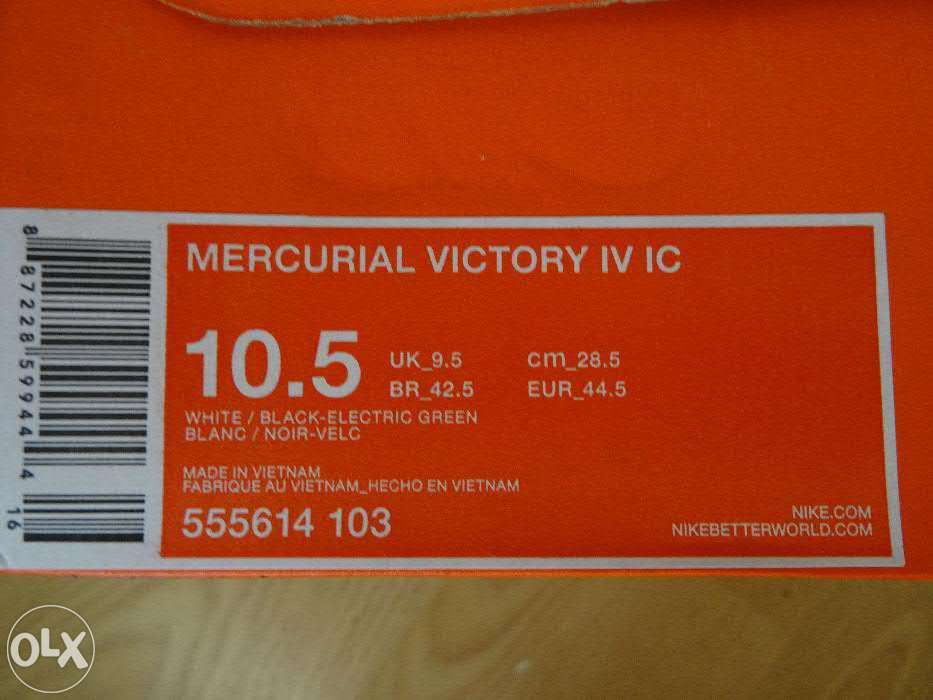 MERCURIAL VICTORY IV IC
10.5
UK_9.5 cm_28.5
BR_42.5 EUR_44.5
WHITE / BLACK-ELECTRIC GREEN
BLANC / NOIR-VELC
MADE IN VIETNAM
FABRIQUE AU VIETNAM_HECHO EN VIETNAM
555614 103
NIKE.COM
NIKEBETTERWORLD.COM
8 87228 59944 4
16
OLX